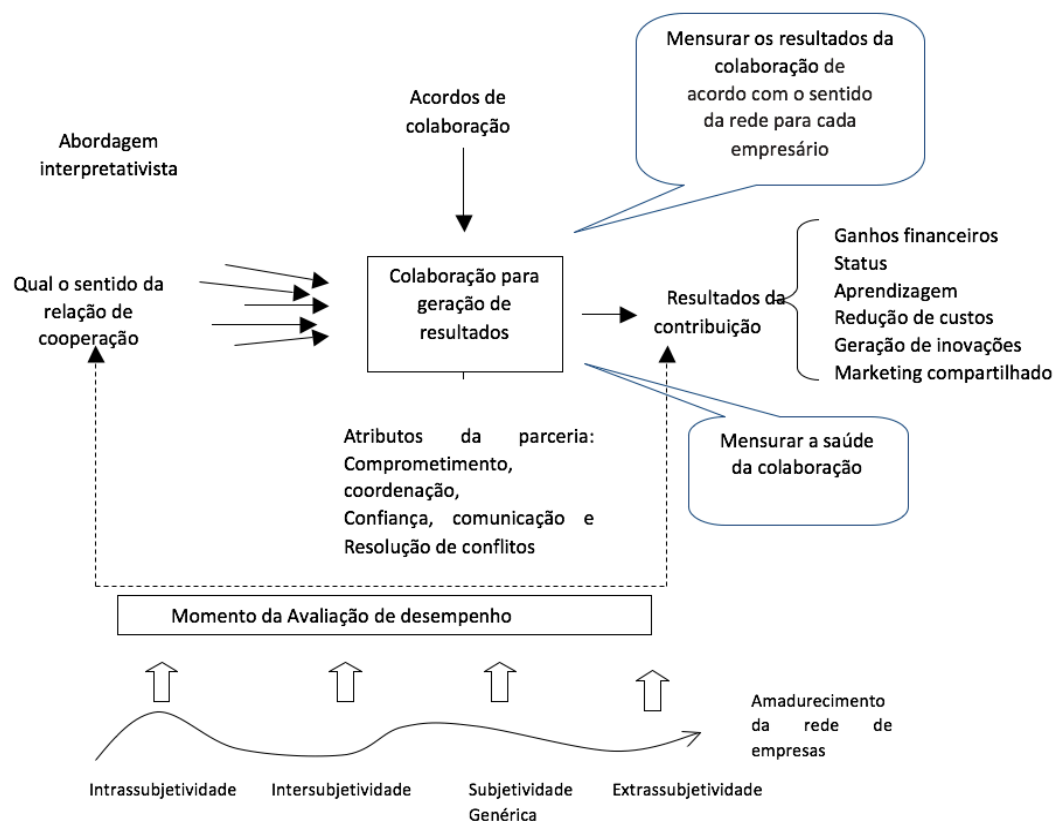 Mensurar os resultados da
colaboração de
acordo com o sentido
da rede para cada
empresário
Acordos de
colaboração
Abordagem
interpretativista
Qual o sentido da
relação de
cooperação
Colaboração para
geração de
resultados
Resultados da
contribuição
Ganhos financeiros
Status
Aprendizagem
Redução de custos
Geração de inovações
Marketing compartilhado
Mensurar a saúde
da colaboração
Atributos da parceria:
Comprometimento,
coordenação,
Confiança, comunicação e
Resolução de conflitos
Momento da Avaliação de desempenho
Amadurecimento
da rede de
empresas
Intrassubjetividade
Intersubjetividade
Subjetividade
Genérica
Extrassubjetividade